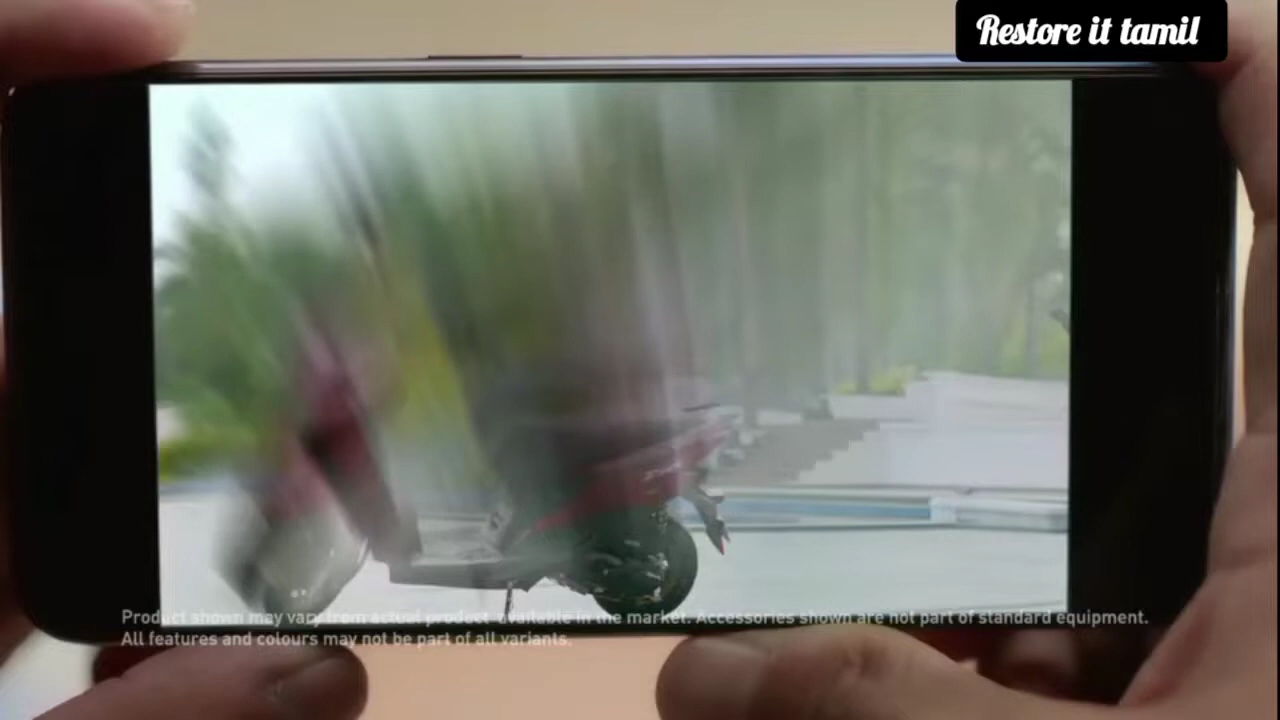 Restore it tamil
Product shown may vary from actual product available in the market. Accessories shown are not part of standard equipment.
All features and colours may not be part of all variants.